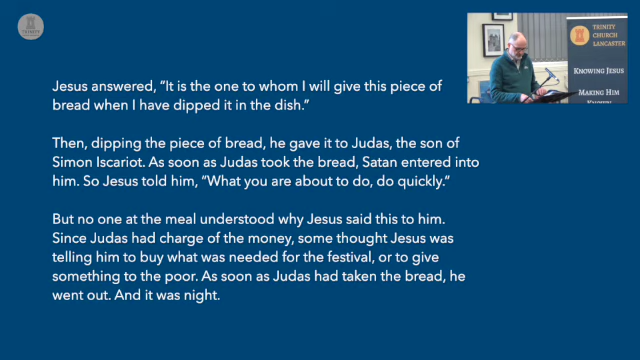 TRINITY
TRINITY
CHURCH
LANCASTER
KNOWING JESUS
MAKING HIM
KNOWN
Jesus answered, “It is the one to whom I will give this piece of
bread when I have dipped it in the dish.”
Then, dipping the piece of bread, he gave it to Judas, the son of
Simon Iscariot. As soon as Judas took the bread, Satan entered into
him. So Jesus told him, “What you are about to do, do quickly.”
But no one at the meal understood why Jesus said this to him.
Since Judas had charge of the money, some thought Jesus was
telling him to buy what was needed for the festival, or to give
something to the poor. As soon as Judas had taken the bread, he
went out. And it was night.